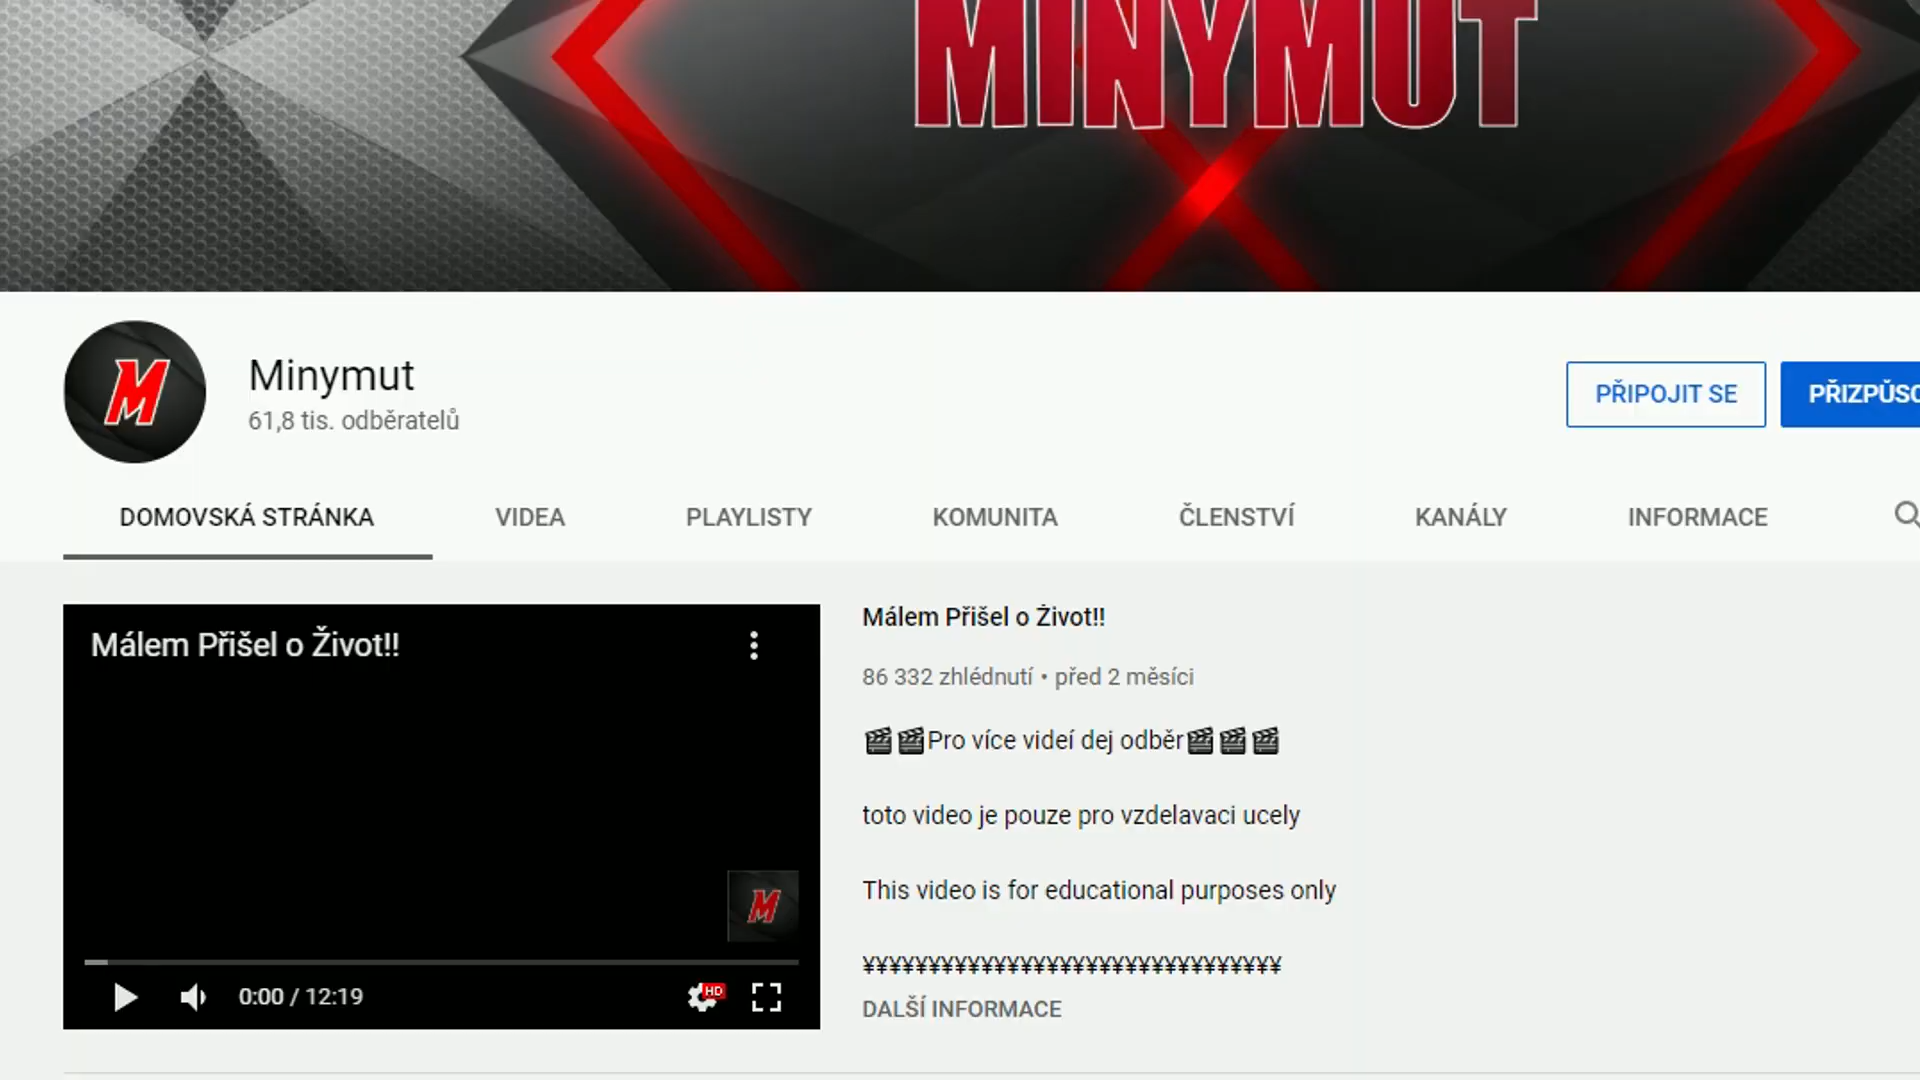 MINYMUT
M
Minymut
61,8 tis. odběratelů
PŘIPOJIT SE
DOMOVSKÁ STRÁNKA
VIDEA
PLAYLISTY
KOMUNITA
ČLENSTVÍ
KANÁLY
INFORMACE
Málem Přišel o Život!!
M
0:00 / 12:19
HD
Málem Přišel o Život!!
86 332 zhlédnutí • před 2 měsíci
🎬🎬Pro více videí dej odběr🎬🎬🎬
toto video je pouze pro vzdelavaci ucely
This video is for educational purposes only
¥¥¥¥¥¥¥¥¥¥¥¥¥¥¥¥¥¥¥¥¥¥¥¥¥¥¥¥¥¥¥¥
DALŠÍ INFORMACE